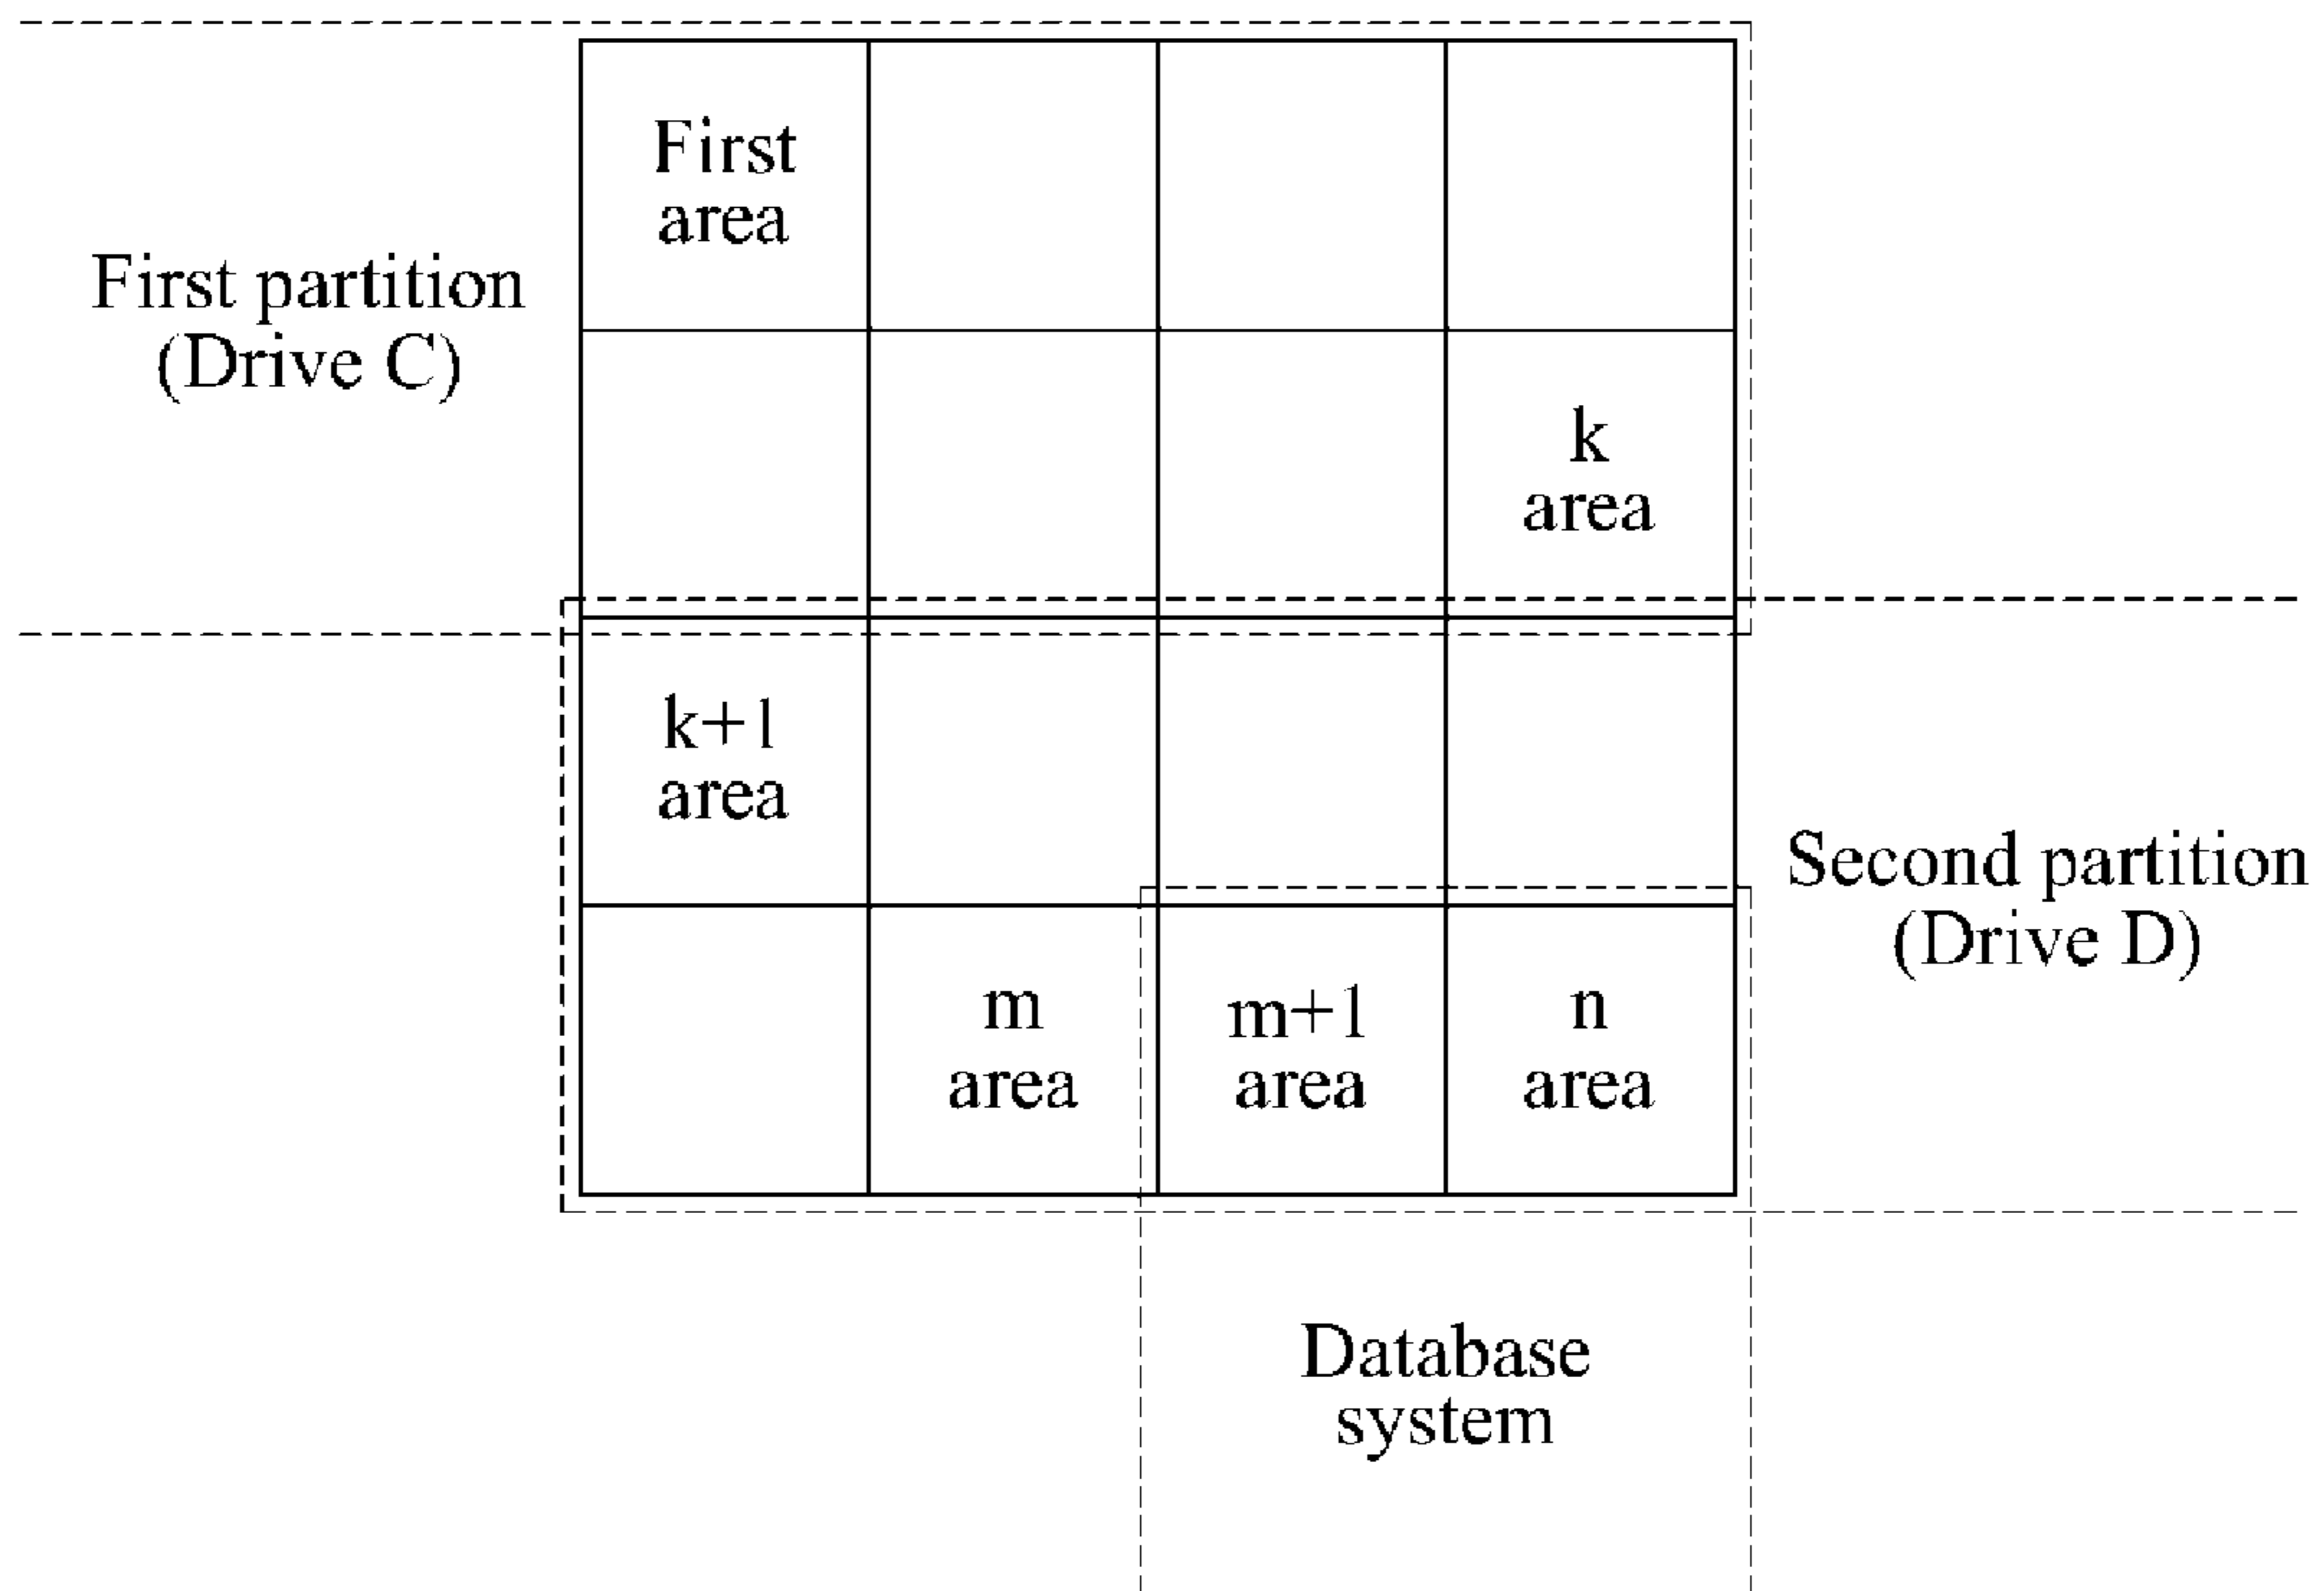 First
area
First partition
(Drive C)
k
area
k+1
area
Second partition
(Drive D)
m
area
m+1
area
n
area
Database
system